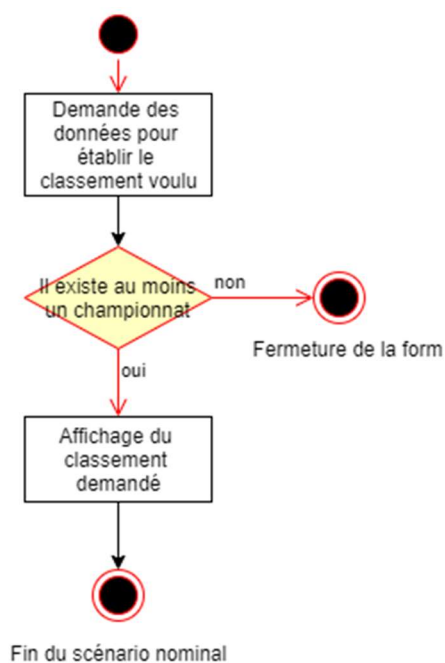 Demande des
données pour
établir le
classement voulu
Il existe au moins
un championnat
non
Fermeture de la form
oui
Affichage du
classement
demandé
Fin du scénario nominal